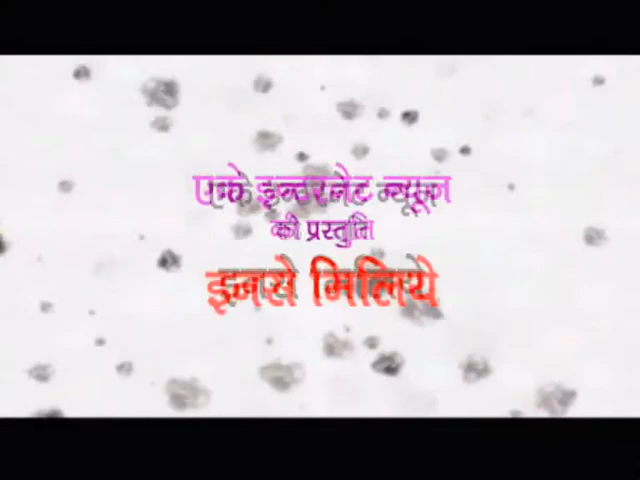 एके इन्टरनेट न्यूज
की प्रस्तुति
इनसे मिलिये